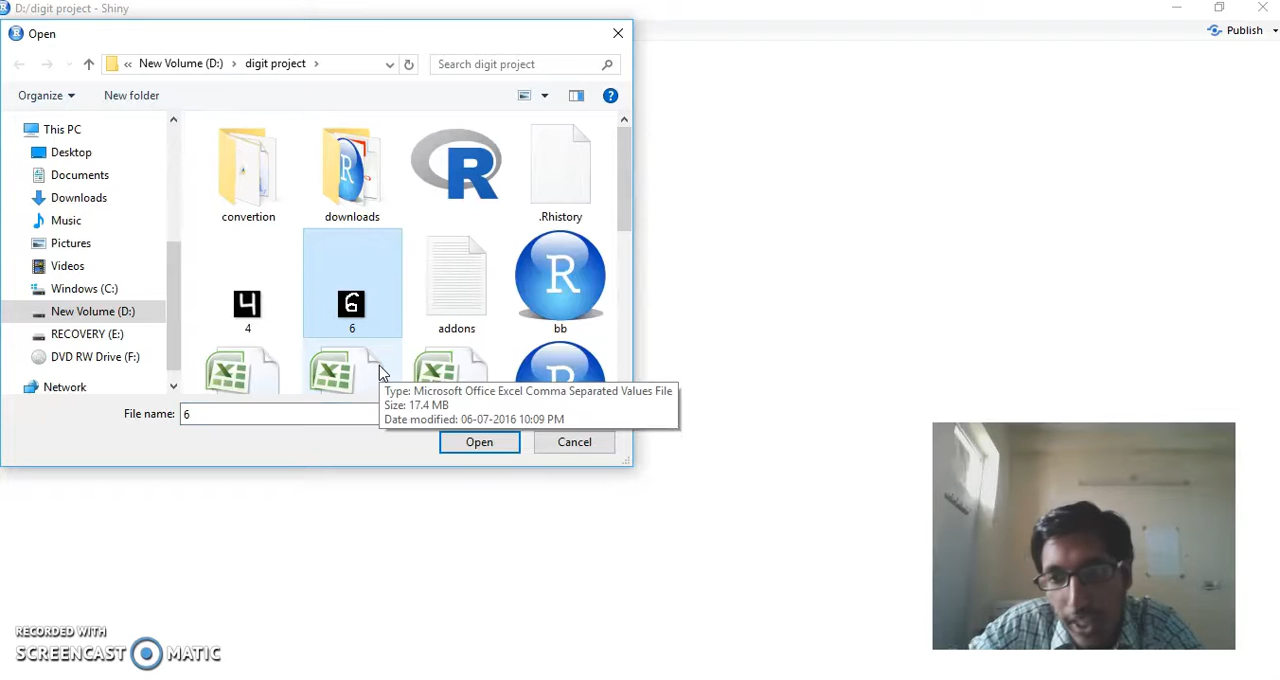 D:/digit project - Shiny
Publish
Open
« New Volume (D:) › digit project ›
Search digit project
Organize
New folder
This PC
Desktop
Documents
Downloads
Music
Pictures
Videos
Windows (C:)
New Volume (D:)
RECOVERY (E:)
DVD RW Drive (F:)
Network
convertion
downloads
R
.Rhistory
4
4
6
6
addons
R
bb
File name: 6
Type: Microsoft Office Excel Comma Separated Values File
Size: 17.4 MB
Date modified: 06-07-2016 10:09 PM
Open
Cancel
RECORDED WITH
SCREENCAST MATIC